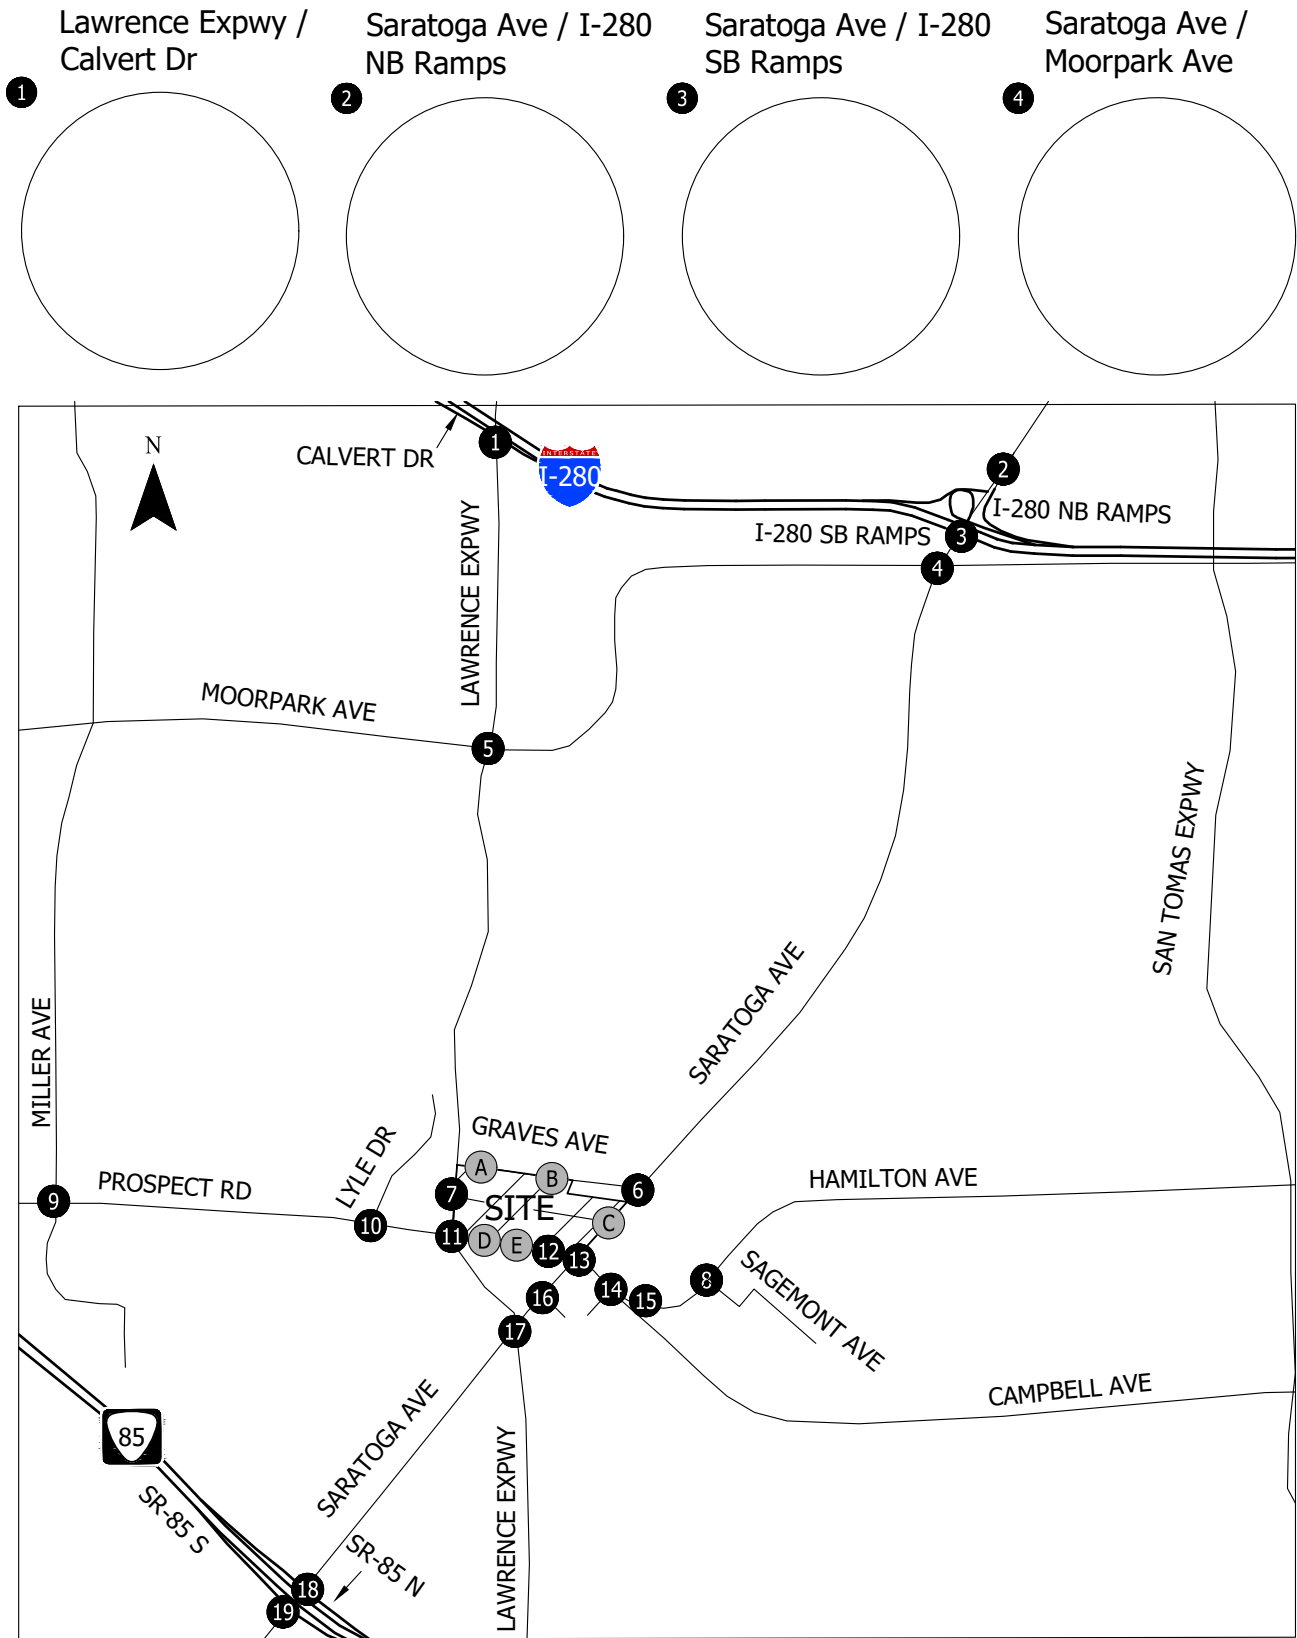 Lawrence Expwy /
Calvert Dr
Saratoga Ave / I-280
NB Ramps
Saratoga Ave / I-280
SB Ramps
Saratoga Ave /
Moorpark Ave
1
2
3
4
N
CALVERT DR
1
INTERSTATE
I-280
2
I-280 NB RAMPS
I-280 SB RAMPS
3
4
LAWRENCE EXPWY
MOORPARK AVE
5
SAN TOMAS EXPWY
SARATOGA AVE
MILLER AVE
GRAVES AVE
LYLE DR
A
B
HAMILTON AVE
PROSPECT RD
7
6
9
SITE
C
10
11
D
E
12
13
8
SAGEMONT AVE
14
15
16
17
CAMPBELL AVE
85
SARATOGA AVE
LAWRENCE EXPWY
SR-85 S
SR-85 N
18
19